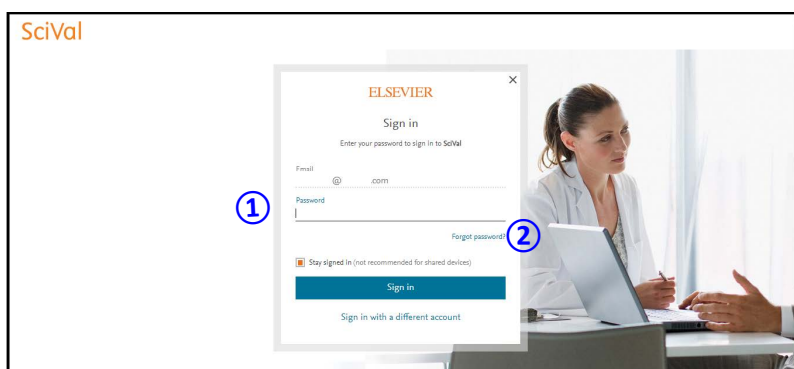 SciVal
ELSEVIER
Sign in
Enter your password to sign in to SciVal
Email
@ .com
① Password
Forgot password? ②
Stay signed in (not recommended for shared devices)
Sign in
Sign in with a different account